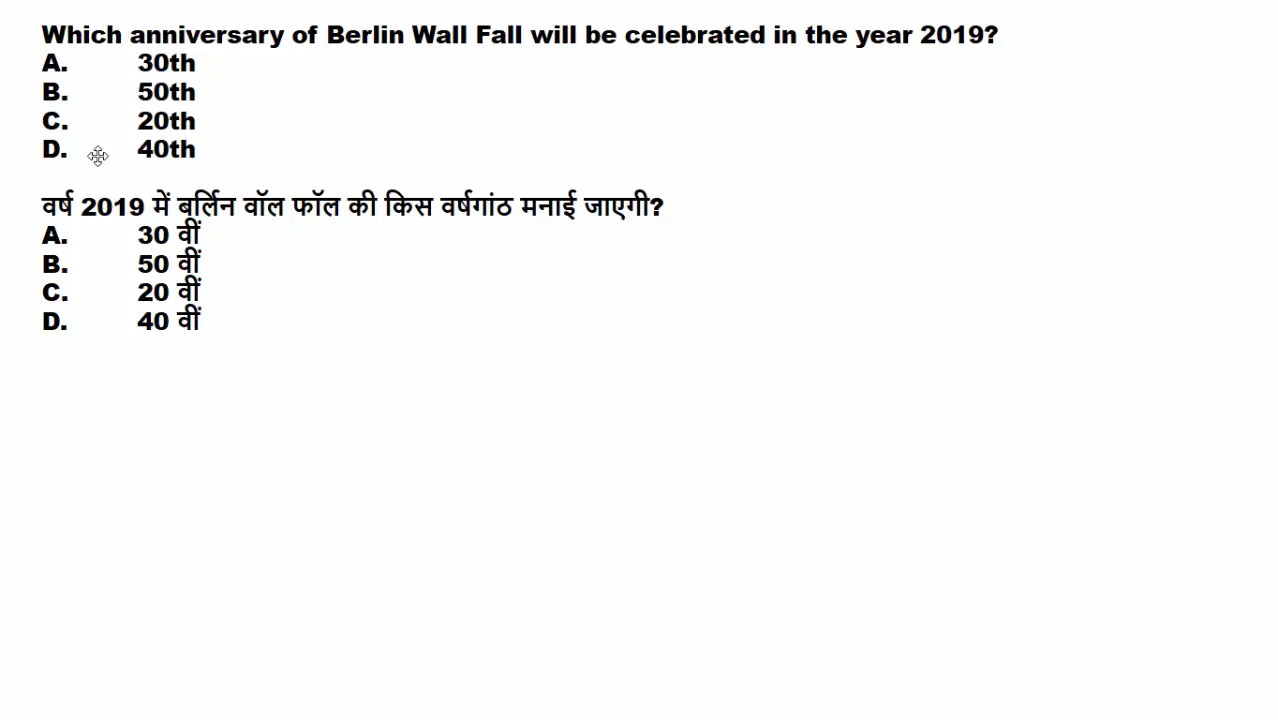 Which anniversary of Berlin Wall Fall will be celebrated in the year 2019?
A. 30th
B. 50th
C. 20th
D. 40th
वर्ष 2019 में बर्लिन वॉल फॉल की किस वर्षगांठ मनाई जाएगी?
A. 30 वीं
B. 50 वीं
C. 20 वीं
D. 40 वीं